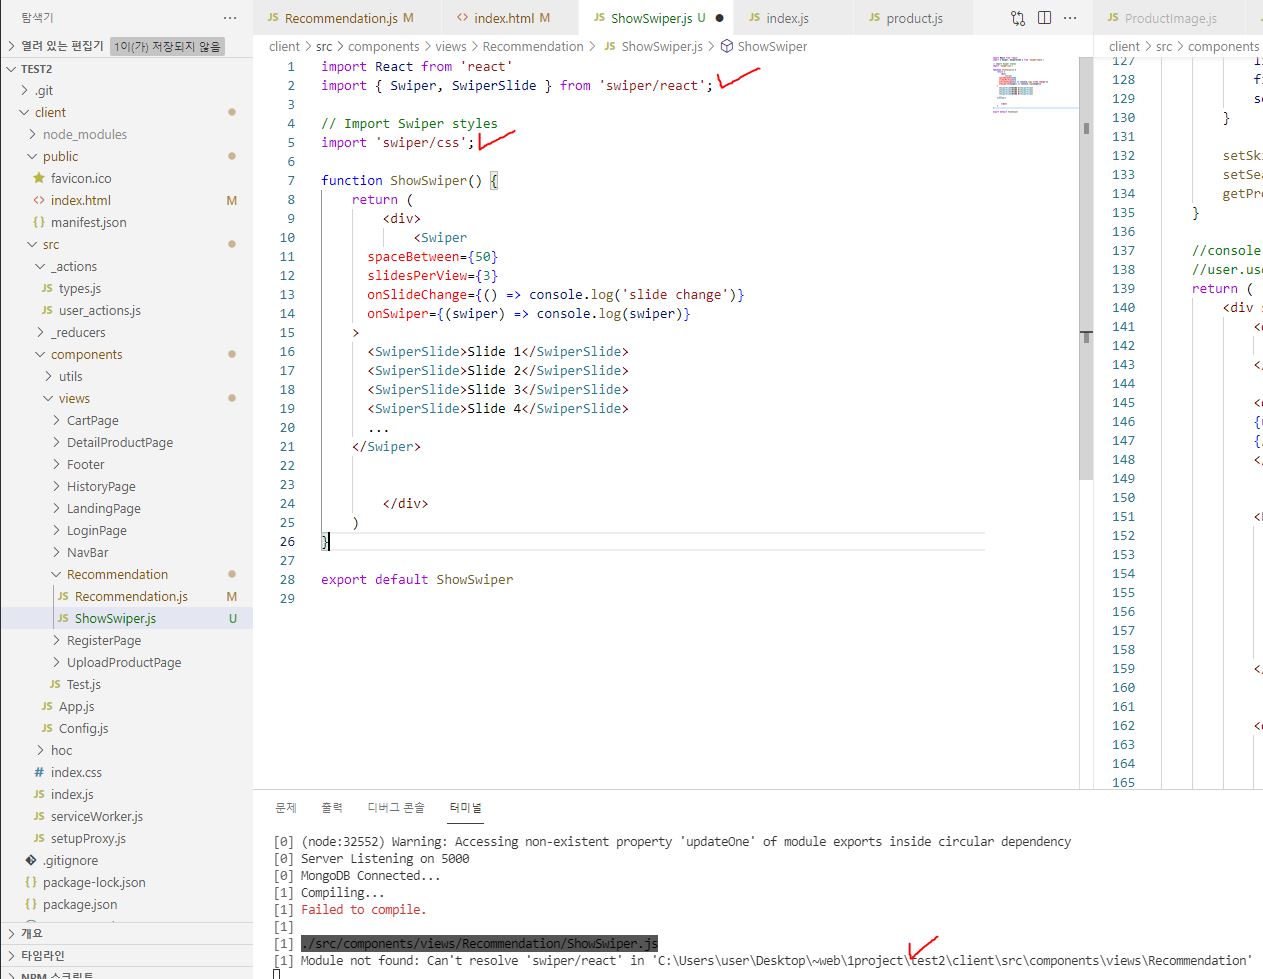 탐색기 ···
열려 있는 편집기 1이(가) 저장되지 않음
TEST2
.git
client
node_modules
public
favicon.ico
<> index.html M
{} manifest.json
src
_actions
JS types.js
JS user_actions.js
_reducers
components
utils
views
CartPage
DetailProductPage
Footer
HistoryPage
LandingPage
LoginPage
NavBar
Recommendation
JS Recommendation.js M
JS ShowSwiper.js U
RegisterPage
UploadProductPage
JS Test.js
JS App.js
JS Config.js
hoc
# index.css
JS index.js
JS serviceWorker.js
JS setupProxy.js
.gitignore
{} package-lock.json
{} package.json
개요
타임라인
NPM 스크립트
JS Recommendation.js M <> index.html M JS ShowSwiper.js U ● JS index.js JS product.js ···
client > src > components > views > Recommendation > JS ShowSwiper.js > ShowSwiper
1 import React from 'react'
2 import { Swiper, SwiperSlide } from 'swiper/react';
3
4 // Import Swiper styles
5 import 'swiper/css';
6
7 function ShowSwiper() {
8 return (
9 <div>
10 <Swiper
11 spaceBetween={50}
12 slidesPerView={3}
13 onSlideChange={() => console.log('slide change')}
14 onSwiper={(swiper) => console.log(swiper)}
15 >
16 <SwiperSlide>Slide 1</SwiperSlide>
17 <SwiperSlide>Slide 2</SwiperSlide>
18 <SwiperSlide>Slide 3</SwiperSlide>
19 <SwiperSlide>Slide 4</SwiperSlide>
20 ...
21 </Swiper>
22
23
24 </div>
25 )
26 }
27
28 export default ShowSwiper
29
JS ProductImage.js
client > src > components
127 li
128 fi
129 se
130 }
131
132 setSki
133 setSea
134 getPro
135 }
136
137 //console
138 //user.use
139 return (
140 <div s
141 <d
142
143 </
144
145 <d
146 {u
147 {/
148 </
149
150
151 <
152
153
154
155
156
157
158
159 </
160
161
162 <d
163
164
165
문제 출력 디버그 콘솔 터미널
[0] (node:32552) Warning: Accessing non-existent property 'updateOne' of module exports inside circular dependency
[0] Server Listening on 5000
[0] MongoDB Connected...
[1] Compiling...
[1] Failed to compile.
[1]
[1] ./src/components/views/Recommendation/ShowSwiper.js
[1] Module not found: Can't resolve 'swiper/react' in 'C:\Users\user\Desktop\~web\1project\test2\client\src\components\views\Recommendation'